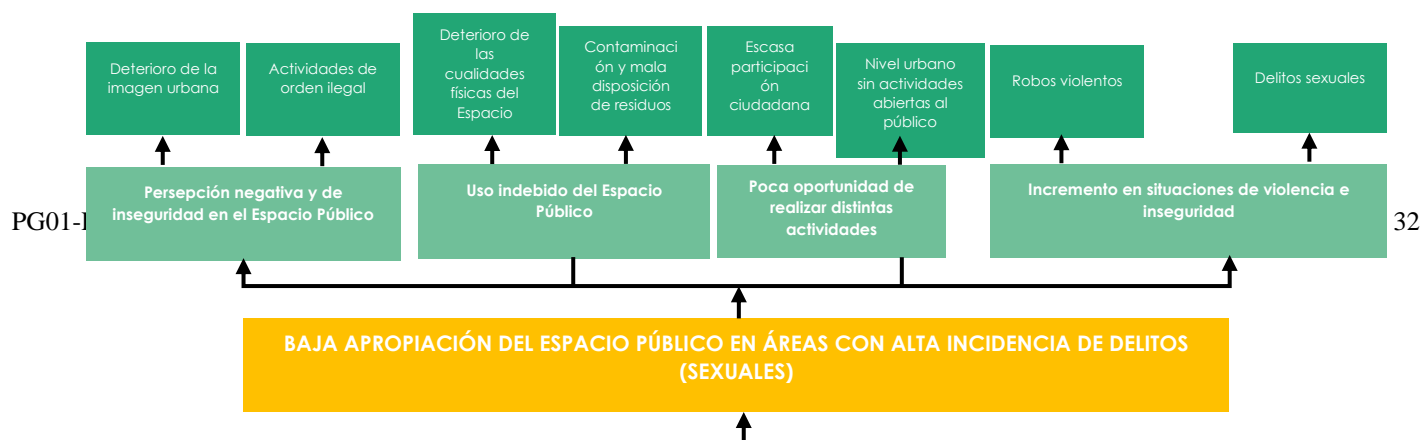 Deterioro de la
imagen urbana
Actividades de
orden ilegal
Deterioro de
las
cualidades
físicas del
Espacio
Contaminaci
ón y mala
disposición
de residuos
Escasa
participaci
ón
ciudadana
Nivel urbano
sin actividades
abiertas al
público
Robos violentos
Delitos sexuales
Persepción negativa y de
inseguridad en el Espacio Público
Uso indebido del Espacio
Público
Poca oportunidad de
realizar distintas
actividades
Incremento en situaciones de violencia e
inseguridad
PG01-
32
BAJA APROPIACIÓN DEL ESPACIO PÚBLICO EN ÁREAS CON ALTA INCIDENCIA DE DELITOS
(SEXUALES)